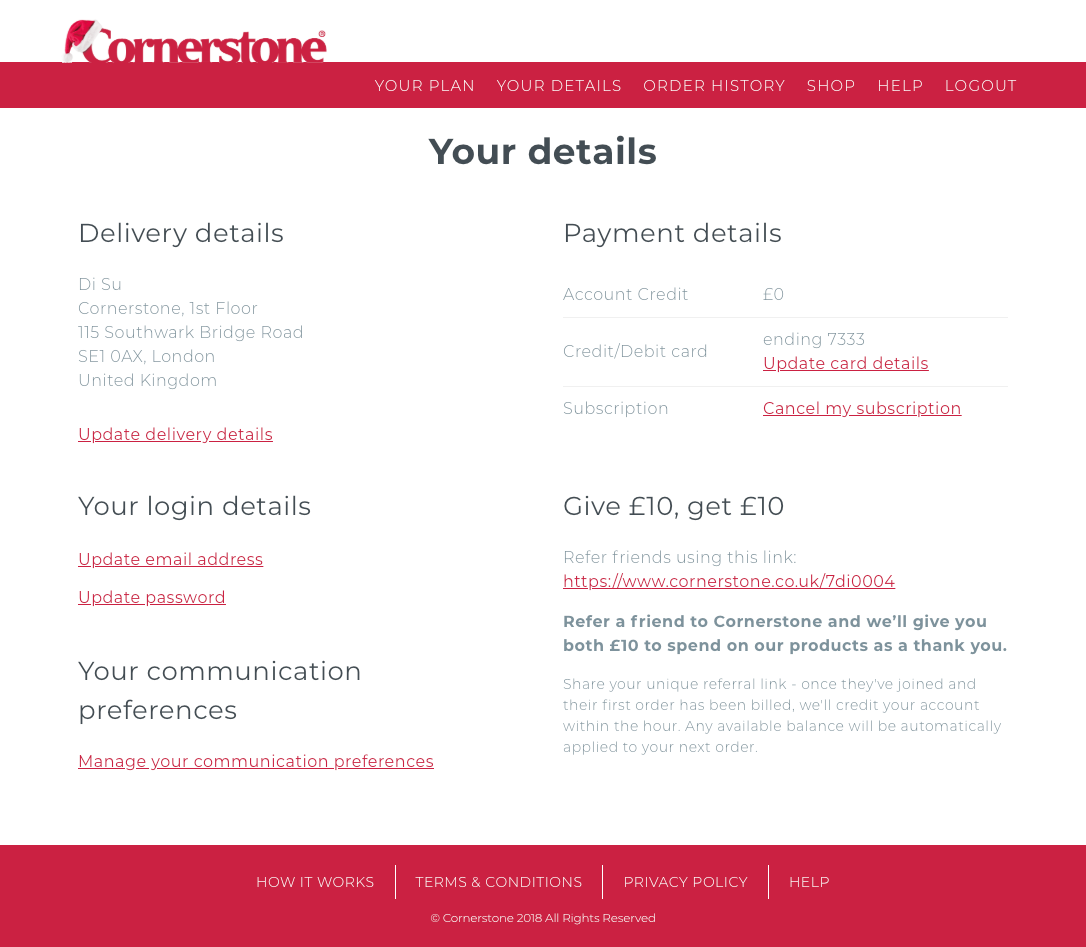 Cornerstone®
YOUR PLAN YOUR DETAILS ORDER HISTORY SHOP HELP LOGOUT
Your details
Delivery details
Di Su
Cornerstone, 1st Floor
115 Southwark Bridge Road
SE1 0AX, London
United Kingdom
Update delivery details
Payment details
Account Credit £0
Credit/Debit card ending 7333
Update card details
Subscription Cancel my subscription
Your login details
Update email address
Update password
Your communication
preferences
Manage your communication preferences
Give £10, get £10
Refer friends using this link:
https://www.cornerstone.co.uk/7di0004
Refer a friend to Cornerstone and we’ll give you
both £10 to spend on our products as a thank you.
Share your unique referral link - once they've joined and
their first order has been billed, we'll credit your account
within the hour. Any available balance will be automatically
applied to your next order.
HOW IT WORKS TERMS & CONDITIONS PRIVACY POLICY HELP
© Cornerstone 2018 All Rights Reserved